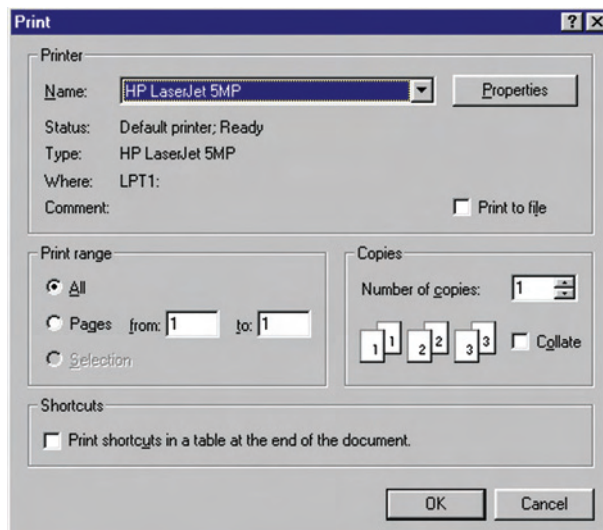 Print
Printer
Name: HP LaserJet 5MP Properties
Status: Default printer; Ready
Type: HP LaserJet 5MP
Where: LPT1:
Comment: Print to file
Print range
All
Pages from: 1 to: 1
Selection
Copies
Number of copies: 1
1 1 2 2 3 3 Collate
Shortcuts
Print shortcuts in a table at the end of the document.
OK Cancel